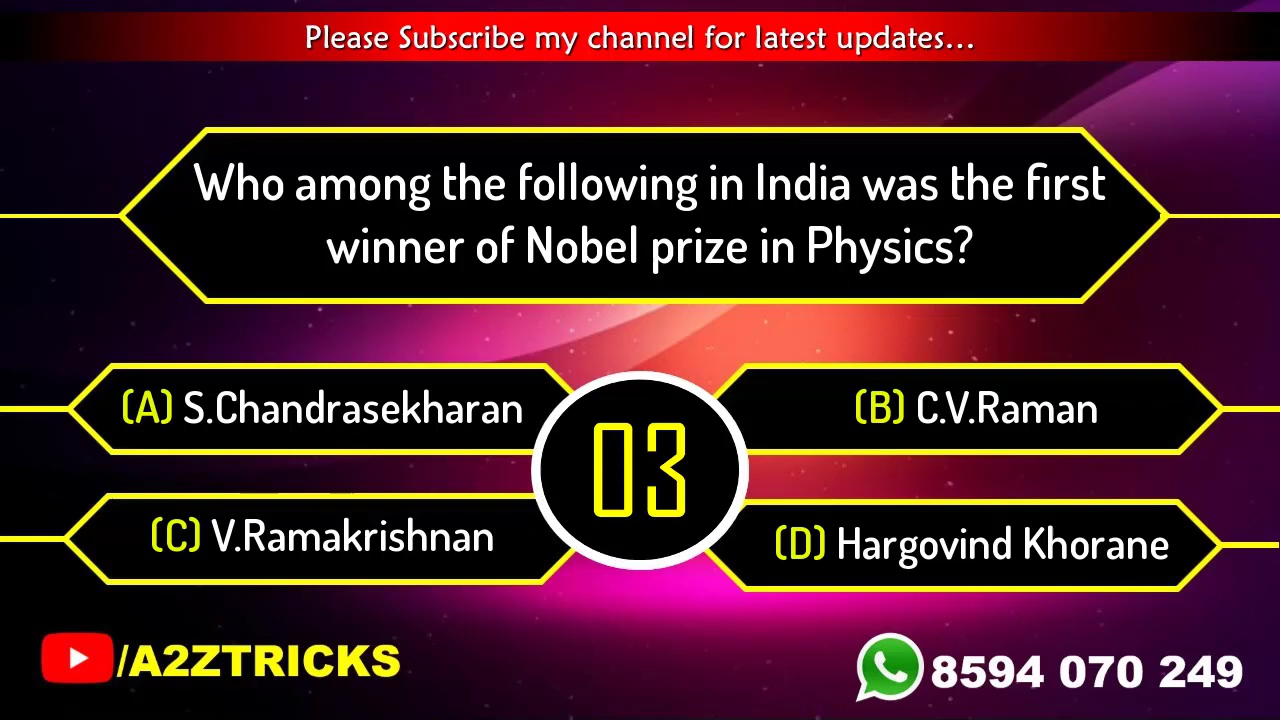 Please Subscribe my channel for latest updates...
Who among the following in India was the first
winner of Nobel prize in Physics?
(A) S.Chandrasekharan
(B) C.V.Raman
03
(C) V.Ramakrishnan
(D) Hargovind Khorane
/A2ZTRICKS
8594 070 249